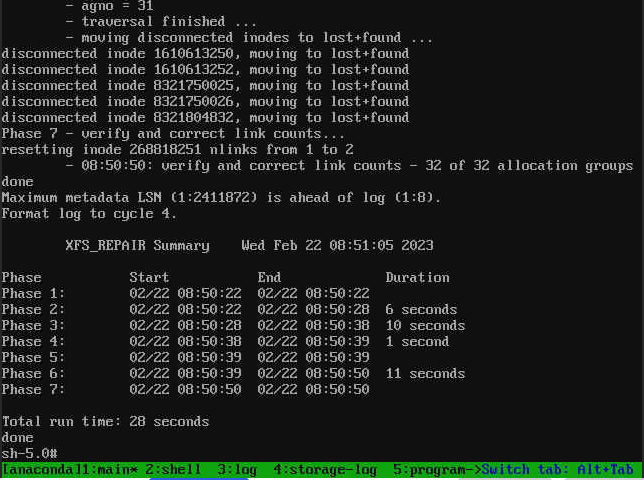 - agno = 31
- traversal finished ...
- moving disconnected inodes to lost+found ...
disconnected inode 1610613250, moving to lost+found
disconnected inode 1610613252, moving to lost+found
disconnected inode 8321750025, moving to lost+found
disconnected inode 8321750026, moving to lost+found
disconnected inode 8321804832, moving to lost+found
Phase 7 - verify and correct link counts...
resetting inode 268818251 nlinks from 1 to 2
- 08:50:50: verify and correct link counts - 32 of 32 allocation groups
done
Maximum metadata LSN (1:2411872) is ahead of log (1:8).
Format log to cycle 4.
XFS_REPAIR Summary    Wed Feb 22 08:51:05 2023
Phase           Start           End             Duration
Phase 1:        02/22 08:50:22  02/22 08:50:22
Phase 2:        02/22 08:50:22  02/22 08:50:28  6 seconds
Phase 3:        02/22 08:50:28  02/22 08:50:38  10 seconds
Phase 4:        02/22 08:50:38  02/22 08:50:39  1 second
Phase 5:        02/22 08:50:39  02/22 08:50:39
Phase 6:        02/22 08:50:39  02/22 08:50:50  11 seconds
Phase 7:        02/22 08:50:50  02/22 08:50:50
Total run time: 28 seconds
done
sh-5.0#
[anaconda]1:main* 2:shell  3:log  4:storage-log  5:program->Switch tab: Alt+Tab